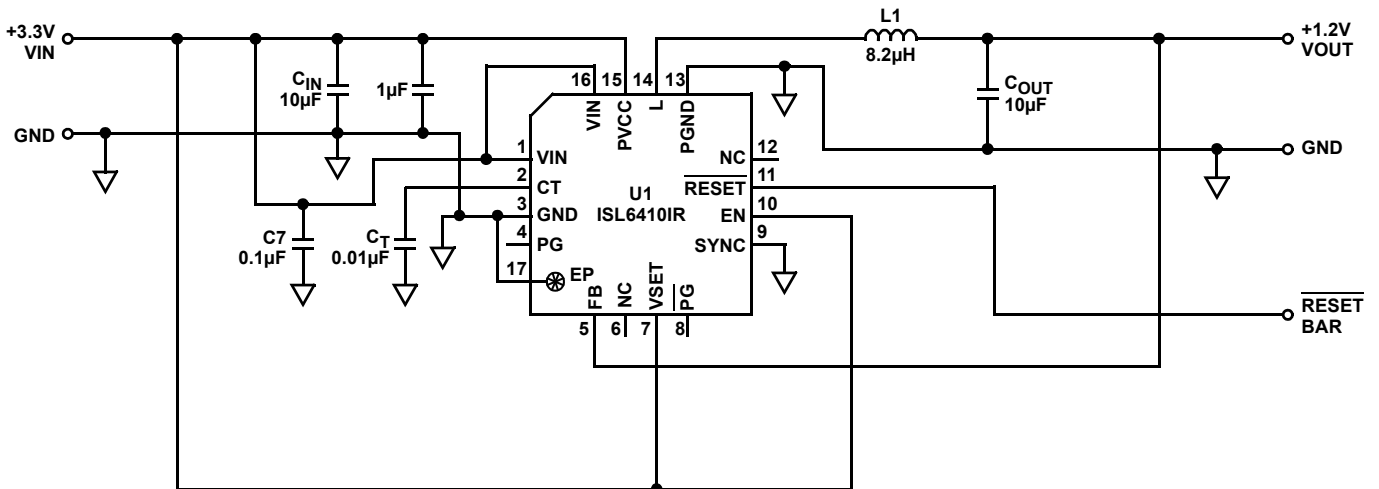 +3.3V
VIN
GND
CIN
10µF
1µF
C7
0.1µF
CT
0.01µF
L1
8.2µH
COUT
10µF
+1.2V
VOUT
GND
RESET
BAR
U1
ISL6410IR
16 15 14 13
VIN
PVCC
L
PGND
1 VIN
2 CT
3 GND
4 PG
17 EP
NC 12
RESET 11
EN 10
SYNC 9
FB
NC
VSET
PG
5 6 7 8